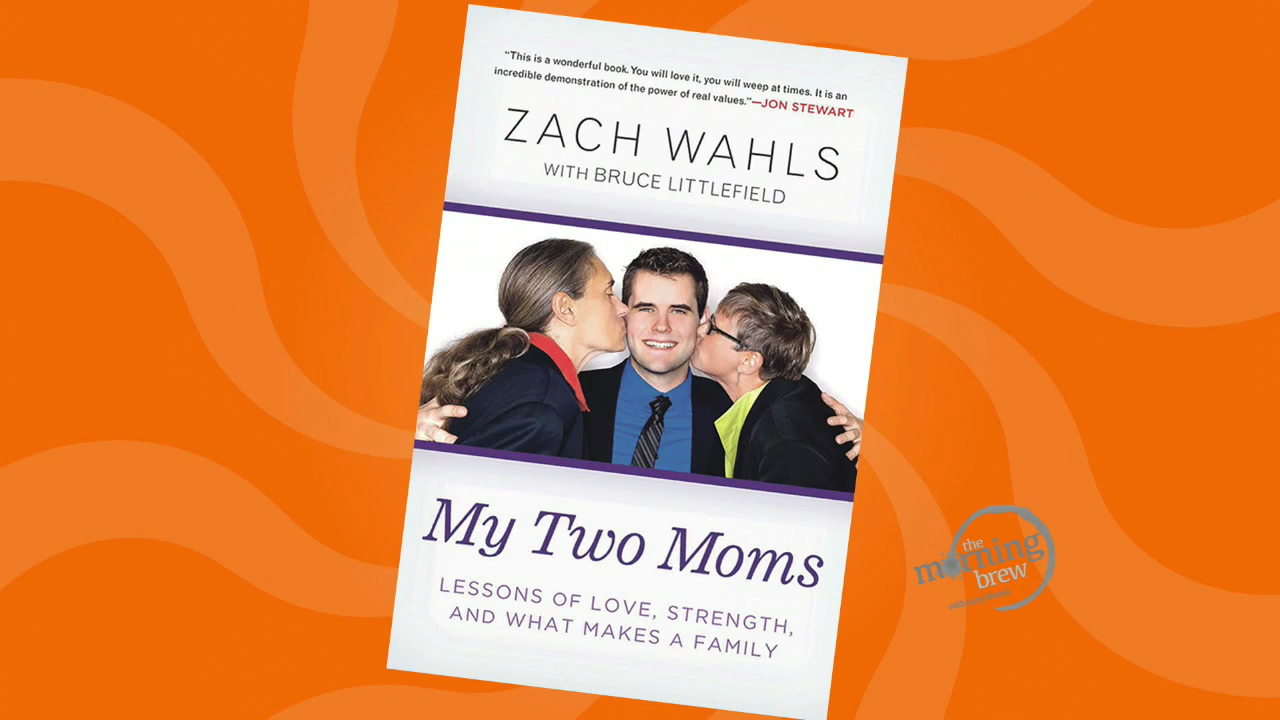 “This is a wonderful book. You will love it, you will weep at times. It is an
incredible demonstration of the power of real values.”—JON STEWART
ZACH WAHLS
WITH BRUCE LITTLEFIELD
My Two Moms
LESSONS OF LOVE, STRENGTH,
AND WHAT MAKES A FAMILY
the
morning
brew